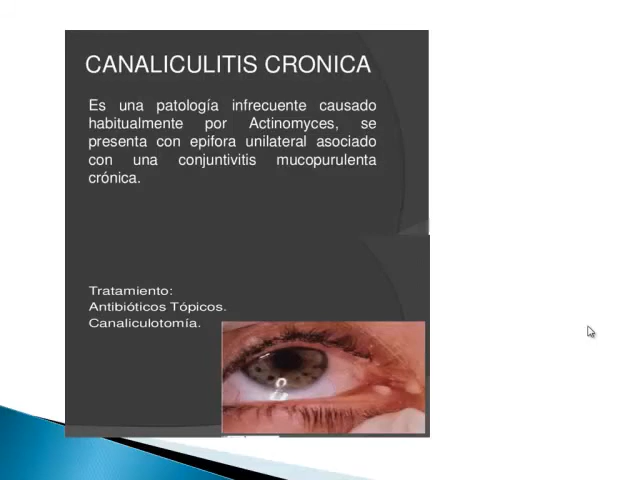 CANALICULITIS CRONICA
Es una patología infrecuente causado
habitualmente por Actinomyces, se
presenta con epifora unilateral asociado
con una conjuntivitis mucopurulenta
crónica.
Tratamiento:
Antibióticos Tópicos.
Canaliculotomía.